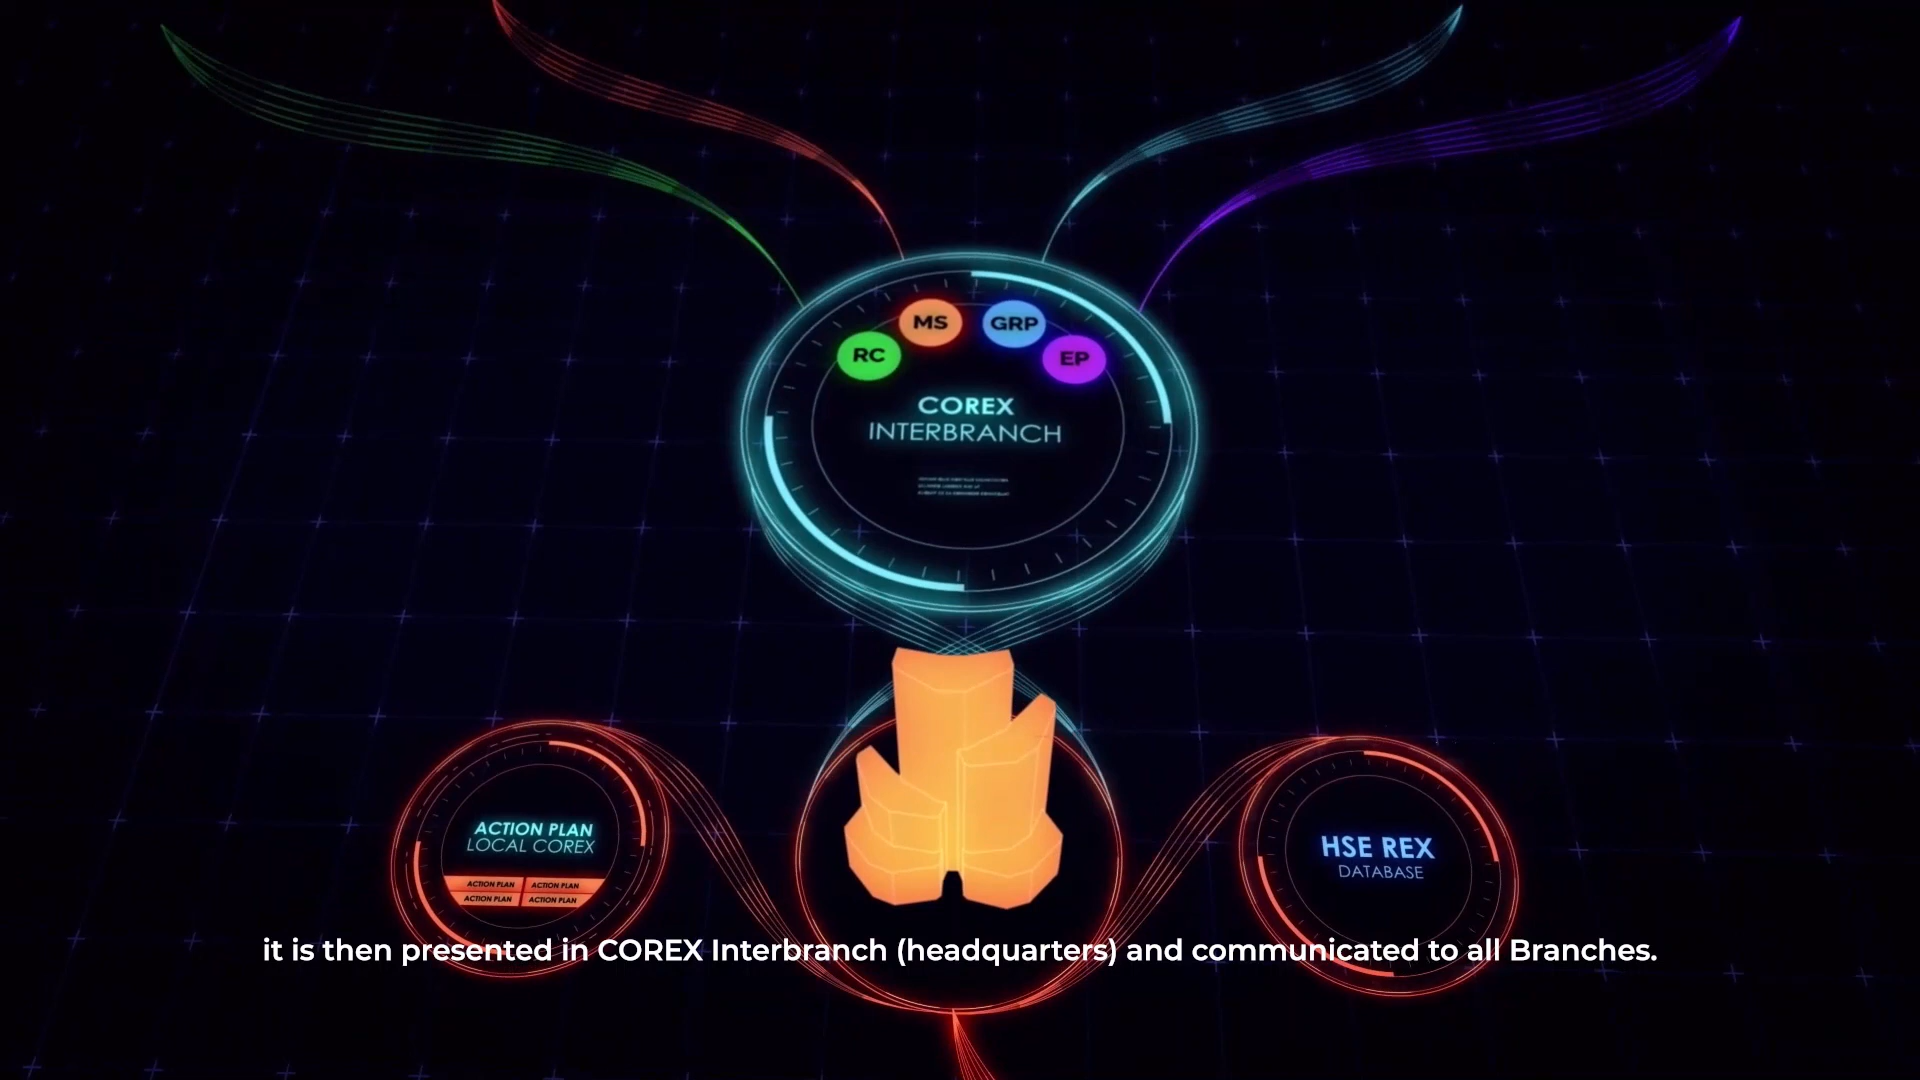 MS
GRP
RC
EP
COREX
INTERBRANCH
ACTION PLAN
LOCAL COREX
ACTION PLAN ACTION PLAN
ACTION PLAN ACTION PLAN
HSE REX
DATABASE
it is then presented in COREX Interbranch (headquarters) and communicated to all Branches.